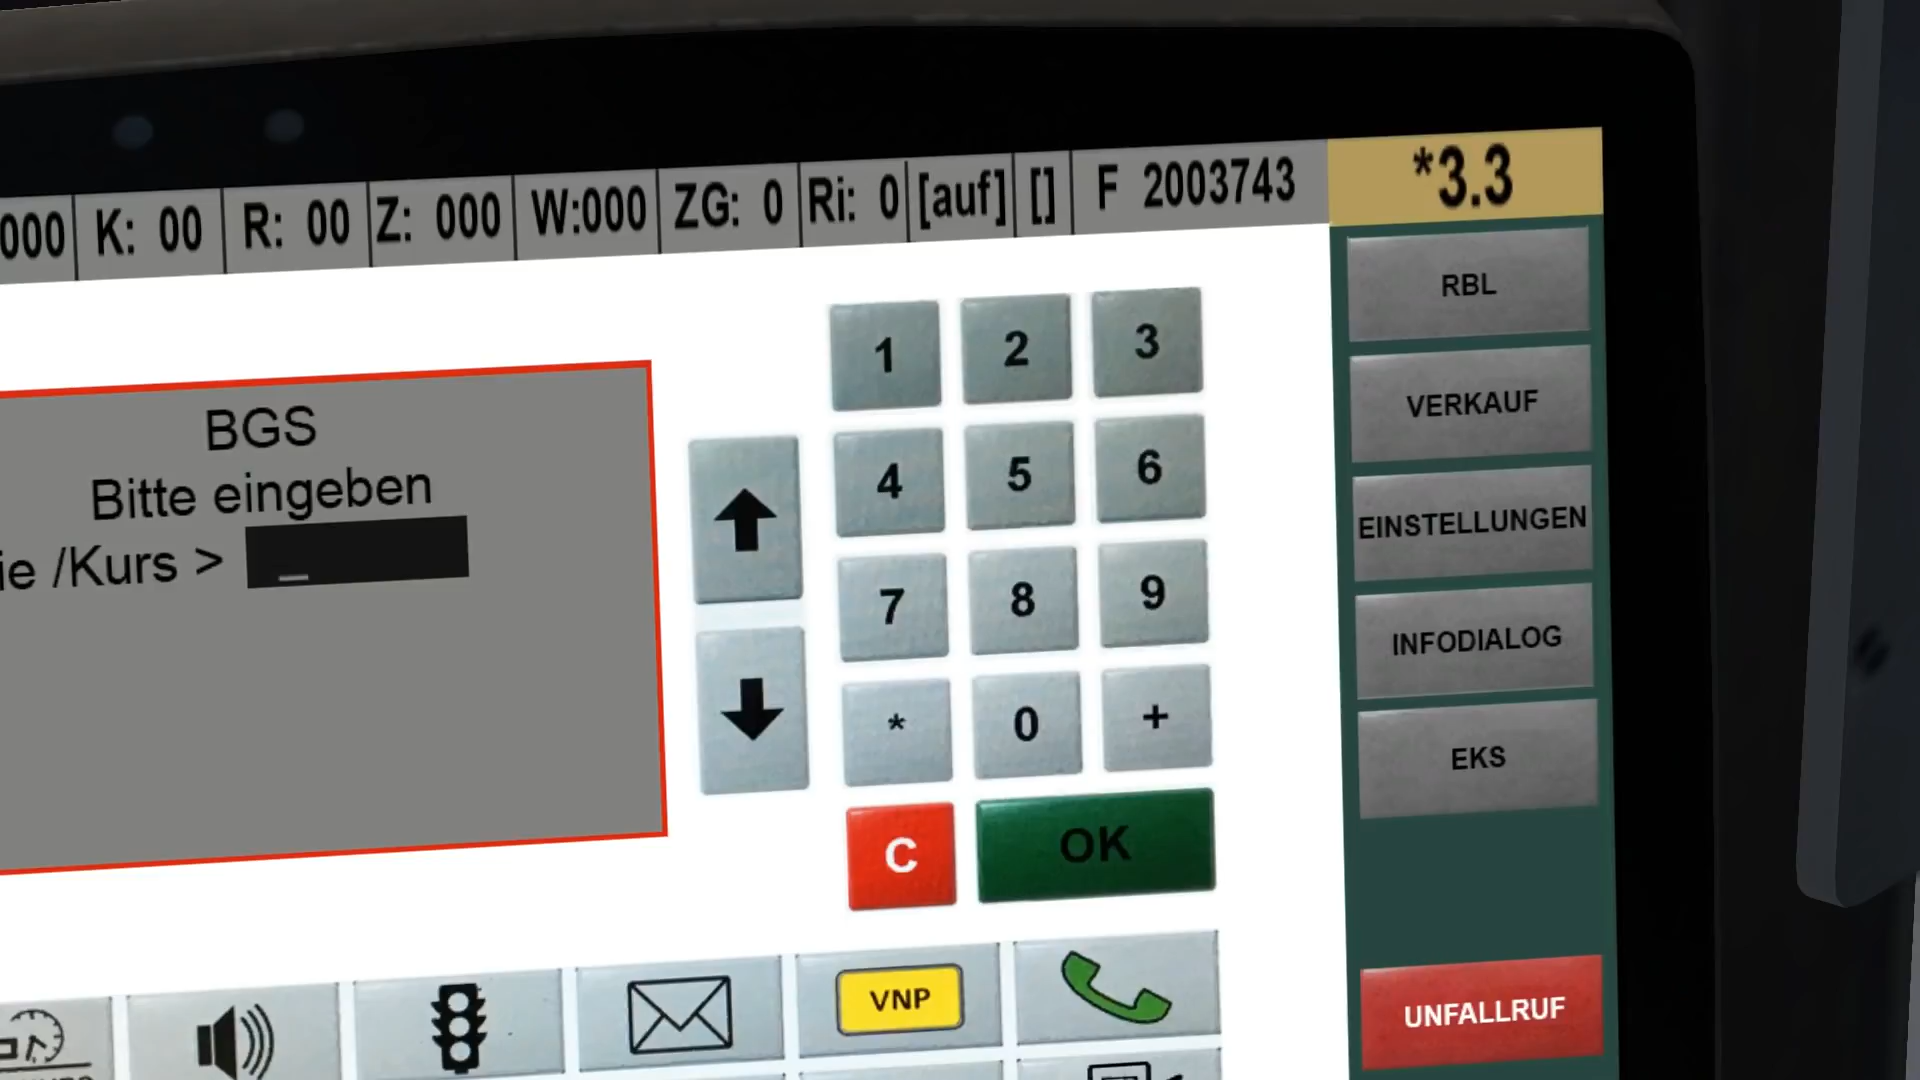 000 K: 00 R: 00 Z: 000 W:000 ZG: 0 Ri: 0 [auf] [] F 2003743 *3.3
RBL
VERKAUF
EINSTELLUNGEN
INFODIALOG
EKS
UNFALLRUF
BGS
Bitte eingeben
ie /Kurs > _
1 2 3
4 5 6
7 8 9
* 0 +
C OK
VNP